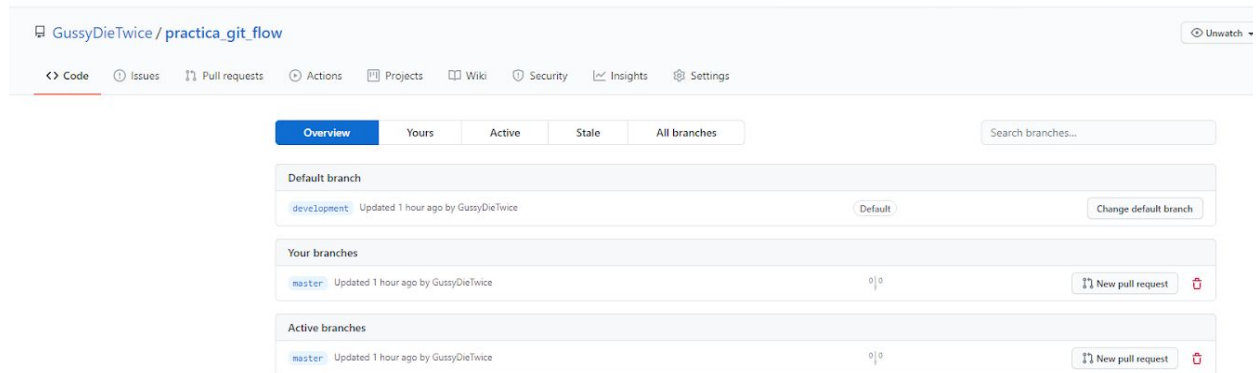 GussyDieTwice / practica_git_flow
Unwatch
Code Issues Pull requests Actions Projects Wiki Security Insights Settings
Overview Yours Active Stale All branches Search branches...
Default branch
development Updated 1 hour ago by GussyDieTwice Default Change default branch
Your branches
master Updated 1 hour ago by GussyDieTwice 0 0 New pull request
Active branches
master Updated 1 hour ago by GussyDieTwice 0 0 New pull request